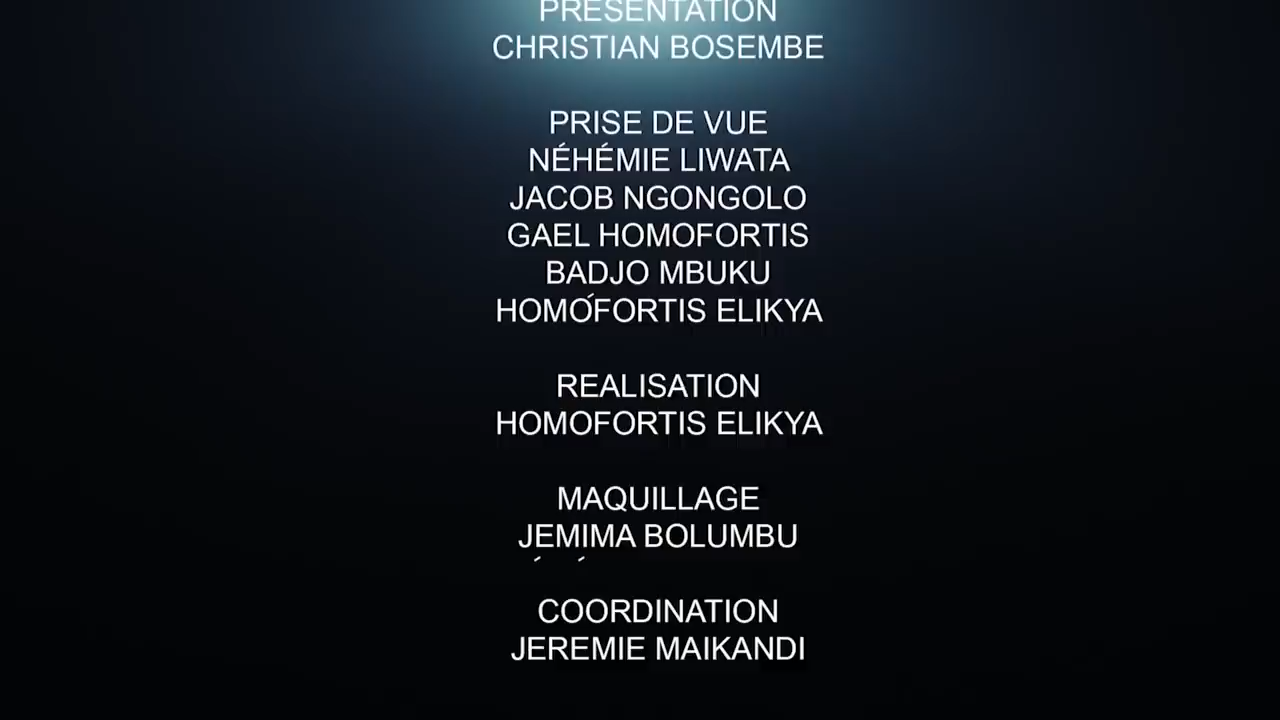 PRESENTATION
CHRISTIAN BOSEMBE
PRISE DE VUE
NÉHÉMIE LIWATA
JACOB NGONGOLO
GAEL HOMOFORTIS
BADJO MBUKU
HOMOFORTIS ELIKYA
REALISATION
HOMOFORTIS ELIKYA
MAQUILLAGE
JEMIMA BOLUMBU
COORDINATION
JEREMIE MAIKANDI